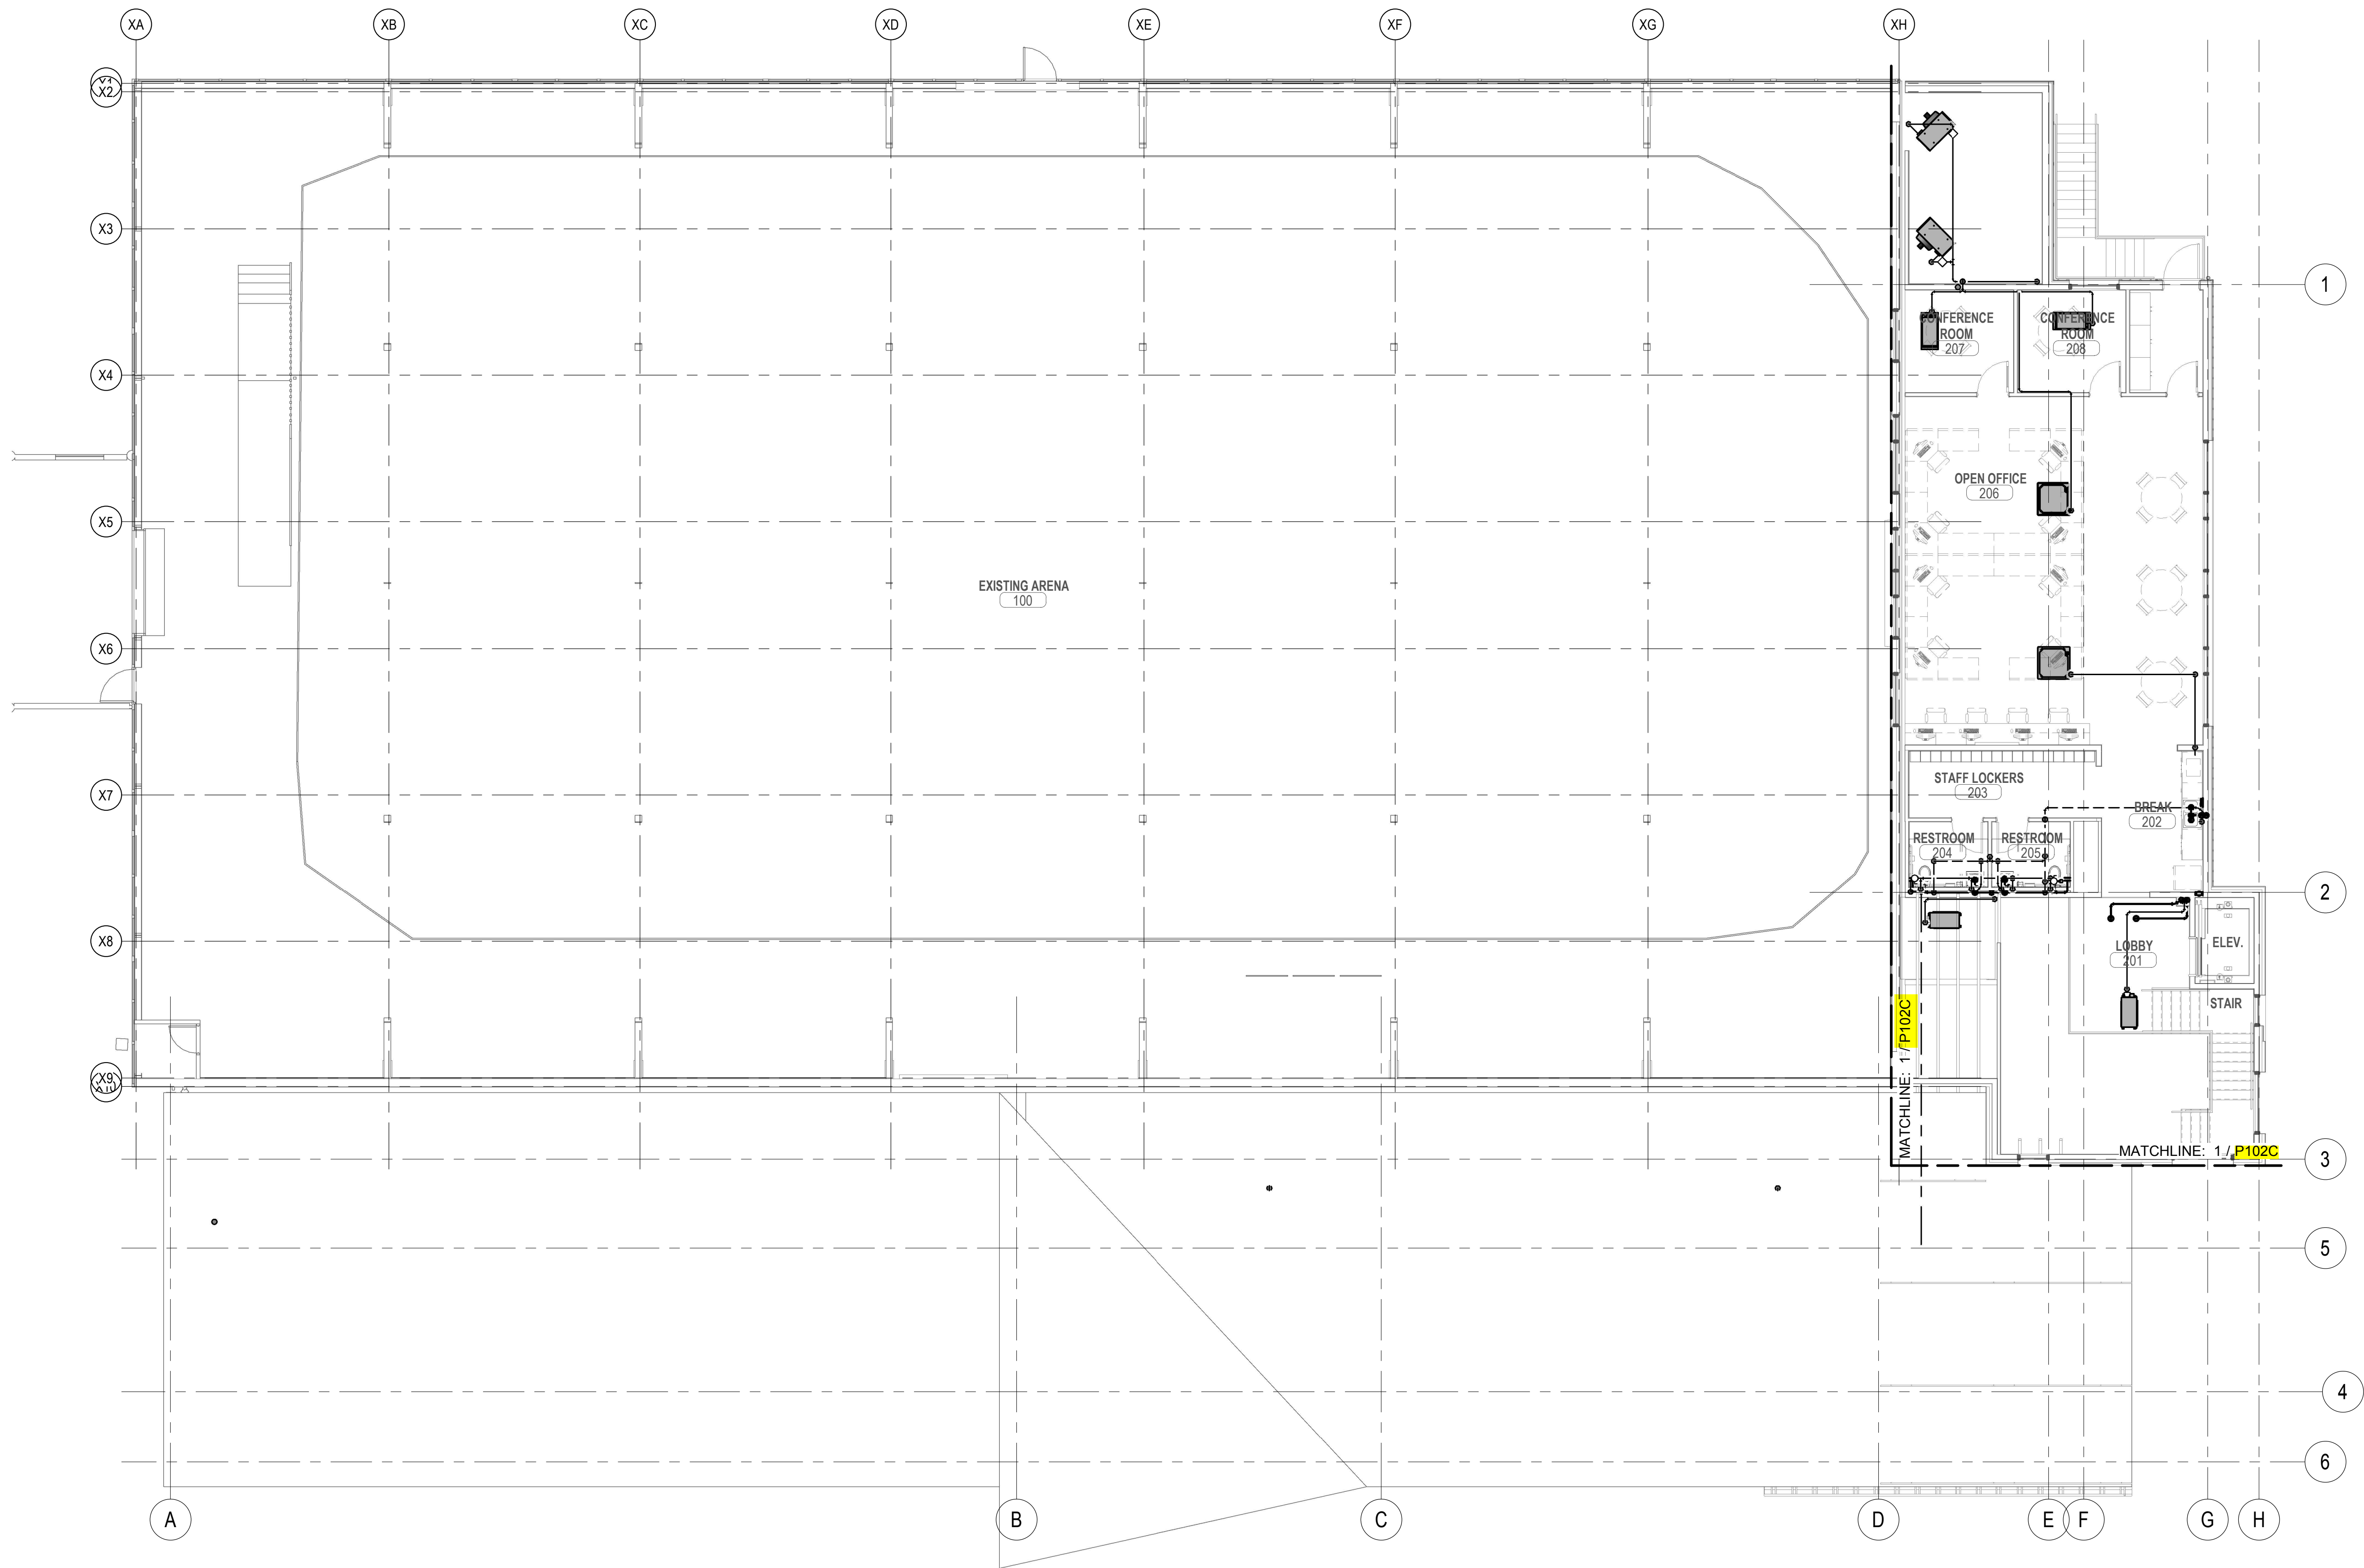 XA
XB
XC
XD
XE
XF
XG
XH
X1
X2
X3
1
CONFERENCE
ROOM
207
CONFERENCE
ROOM
208
X4
OPEN OFFICE
206
X5
EXISTING ARENA
100
X6
STAFF LOCKERS
203
X7
BREAK
202
RESTROOM
204
RESTROOM
205
2
X8
LOBBY
201
ELEV.
STAIR
MATCHLINE: 1 / P102C
X9
X10
MATCHLINE: 1 / P102C
3
5
4
6
A
B
C
D
E
F
G
H